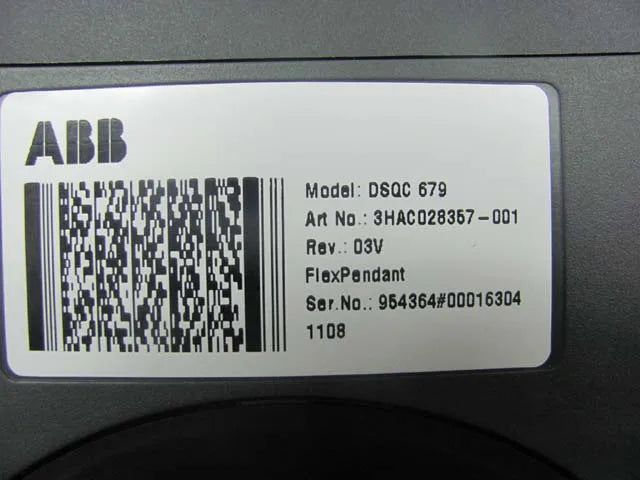 ABB
Model: DSQC 679
Art No.: 3HAC028357-001
Rev.: 03V
FlexPendant
Ser.No.: 954364#00016304
1108